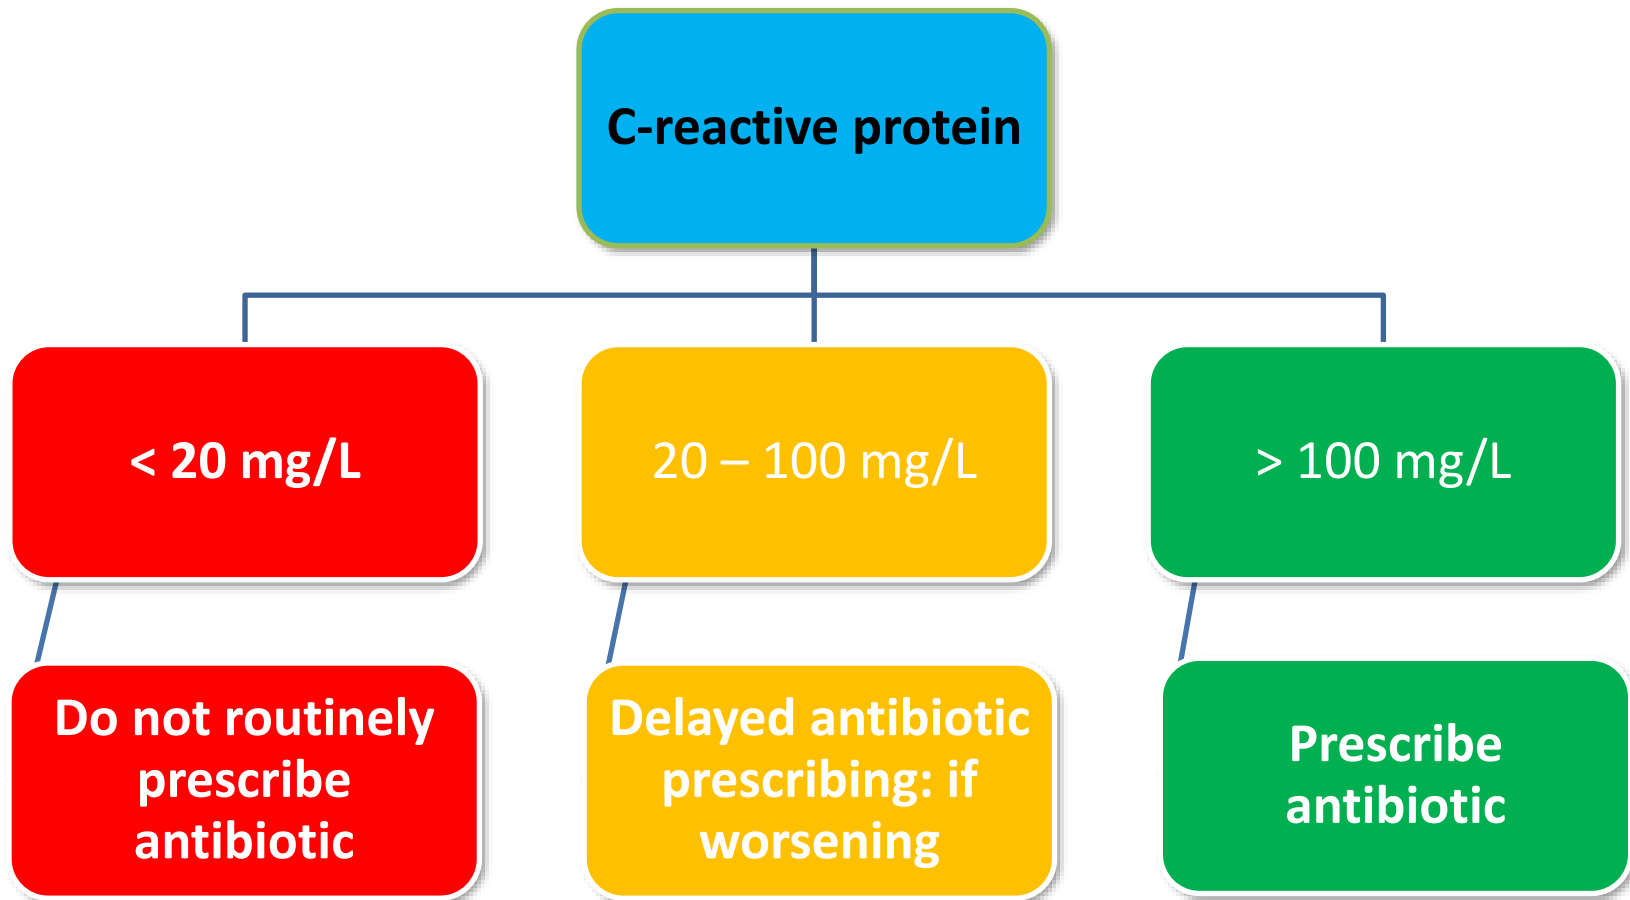 C-reactive protein
< 20 mg/L
20 – 100 mg/L
> 100 mg/L
Do not routinely
prescribe
antibiotic
Delayed antibiotic
prescribing: if
worsening
Prescribe
antibiotic